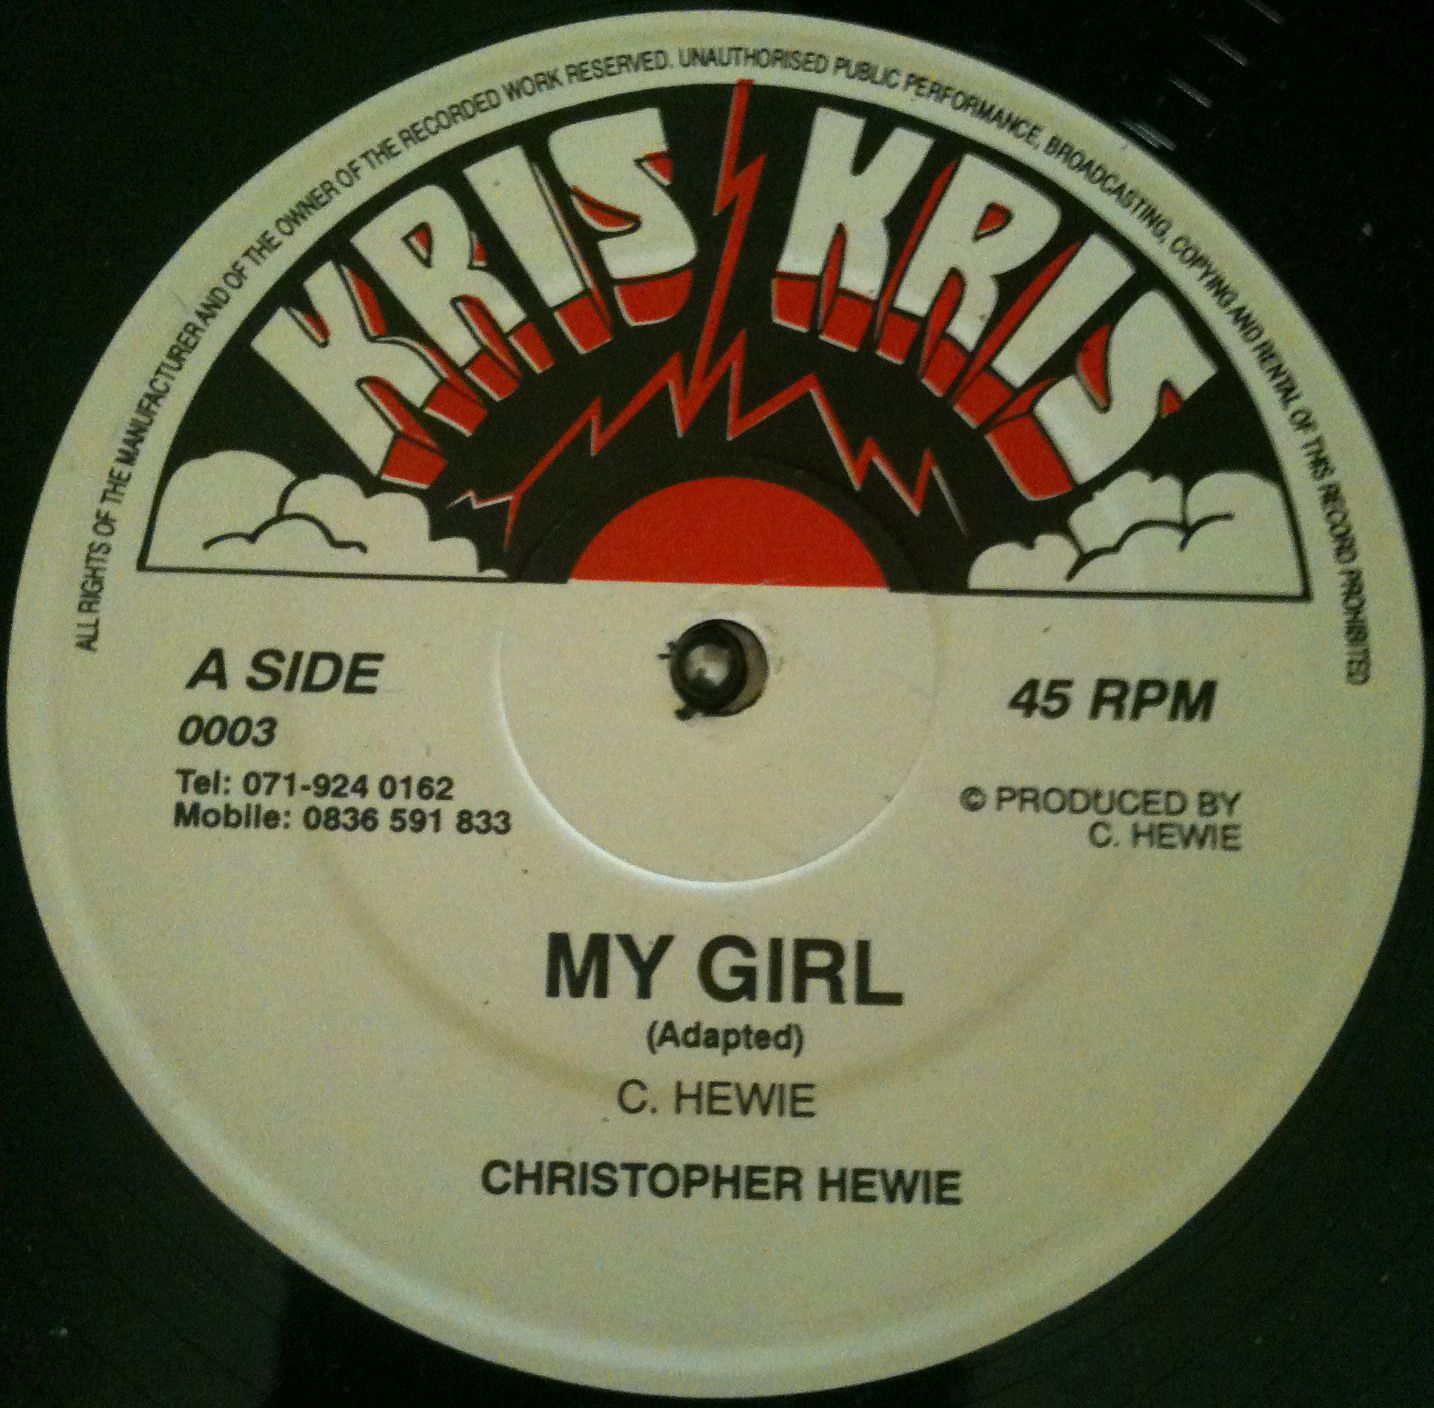 ALL RIGHTS OF THE MANUFACTURER AND OF THE OWNER OF THE RECORDED WORK RESERVED. UNAUTHORISED PUBLIC PERFORMANCE, BROADCASTING, COPYING AND RENTAL OF THIS RECORD PROHIBITED
KRIS KRIS
A SIDE
0003
Tel: 071-924 0162
Mobile: 0836 591 833
45 RPM
© PRODUCED BY
C. HEWIE
MY GIRL
(Adapted)
C. HEWIE
CHRISTOPHER HEWIE